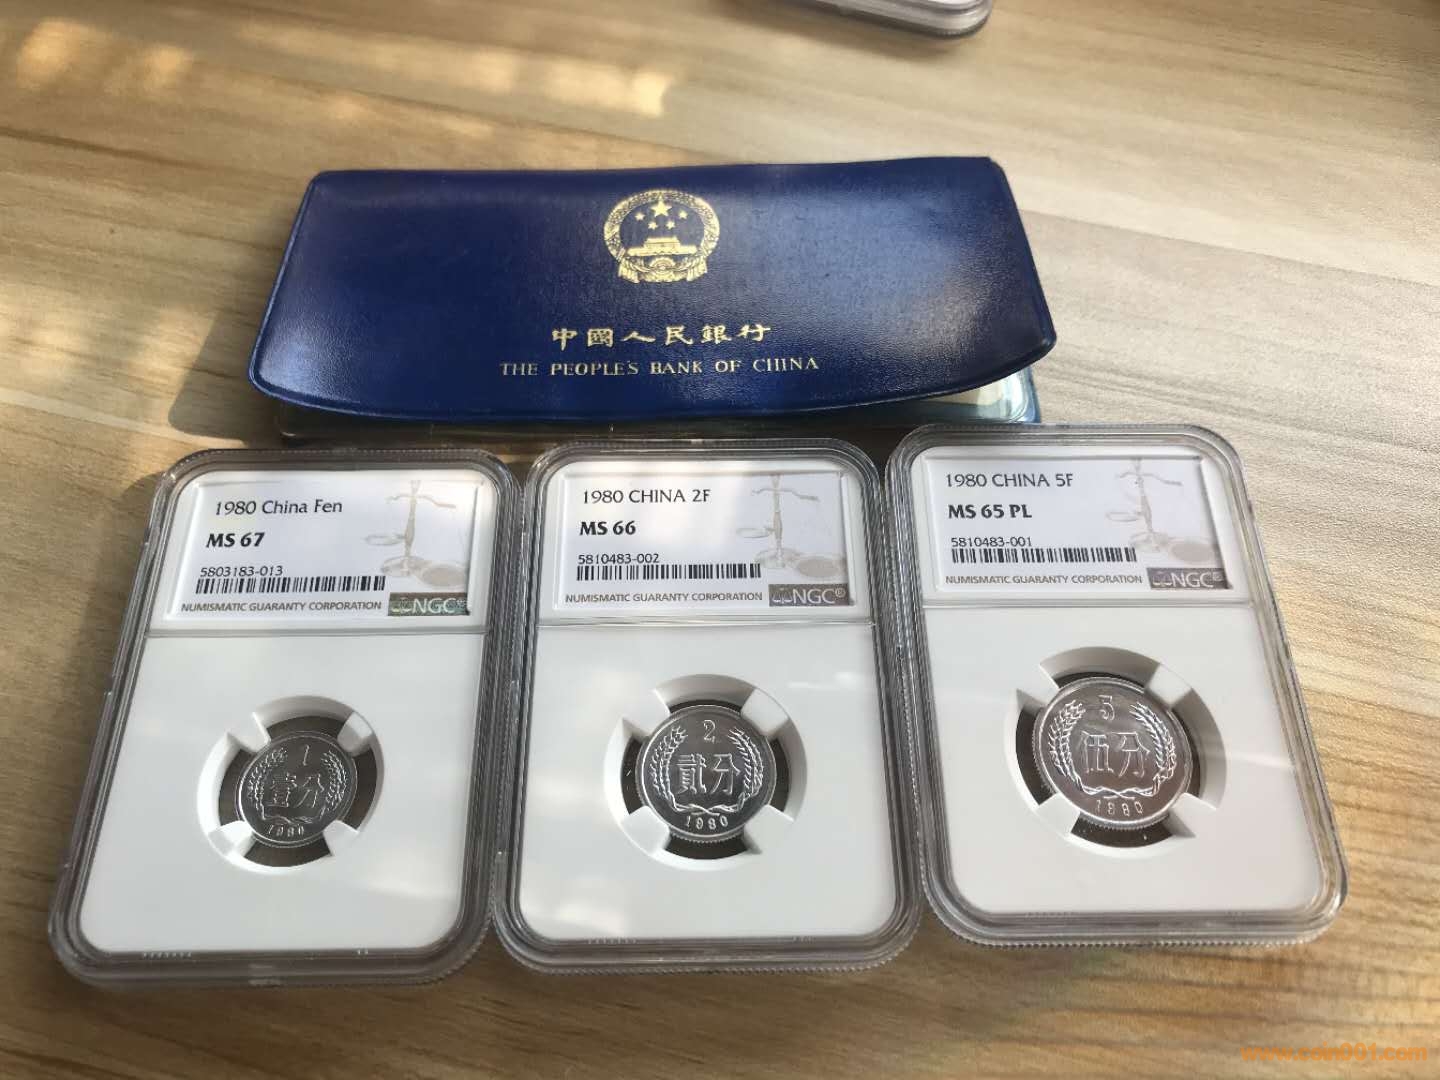 中國人民銀行
THE PEOPLE'S BANK OF CHINA
1980 China Fen
MS 67
5803183-013
NUMISMATIC GUARANTY CORPORATION
NGC®
1
壹分
1980
1980 CHINA 2F
MS 66
5810483-002
NUMISMATIC GUARANTY CORPORATION
NGC®
2
貳分
1980
1980 CHINA 5F
MS 65 PL
5810483-001
NUMISMATIC GUARANTY CORPORATION
NGC®
5
伍分
1980
www.coin001.com